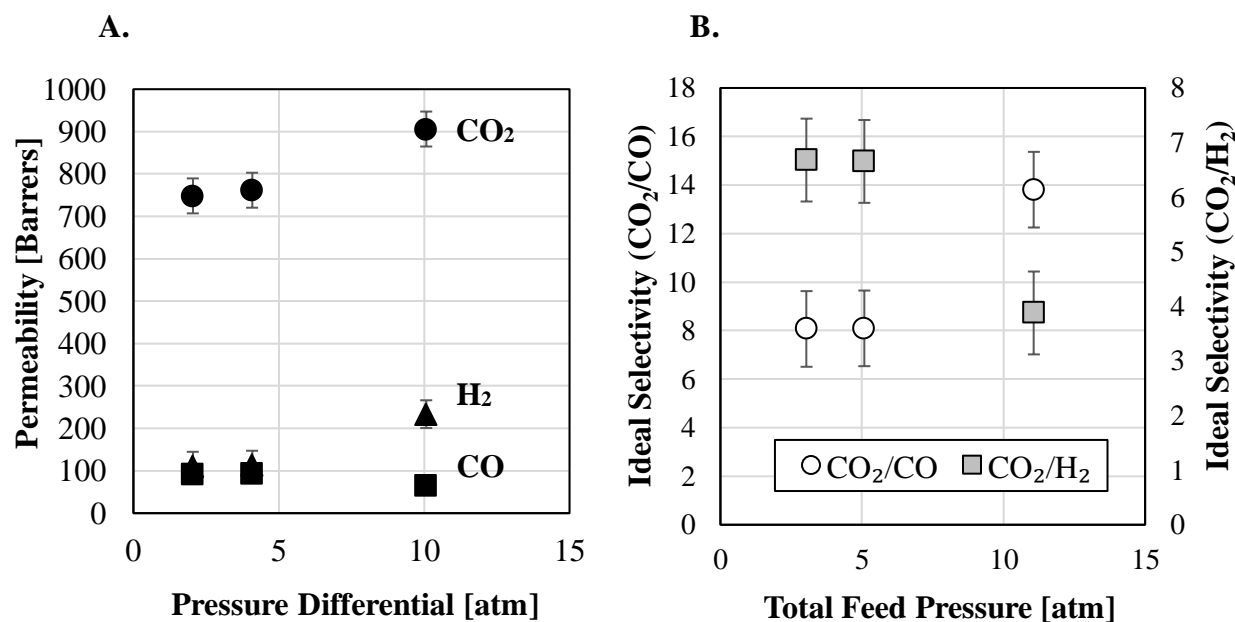 A.
Permeability [Barrers]
1000
900
800
700
600
500
400
300
200
100
0
CO₂
H₂
CO
0 5 10 15
Pressure Differential [atm]
B.
Ideal Selectivity (CO₂/CO)
18
16
14
12
10
8
6
4
2
0
CO₂/CO CO₂/H₂
8
7
6
5
4
3
2
1
0
Ideal Selectivity (CO₂/H₂)
0 5 10 15
Total Feed Pressure [atm]